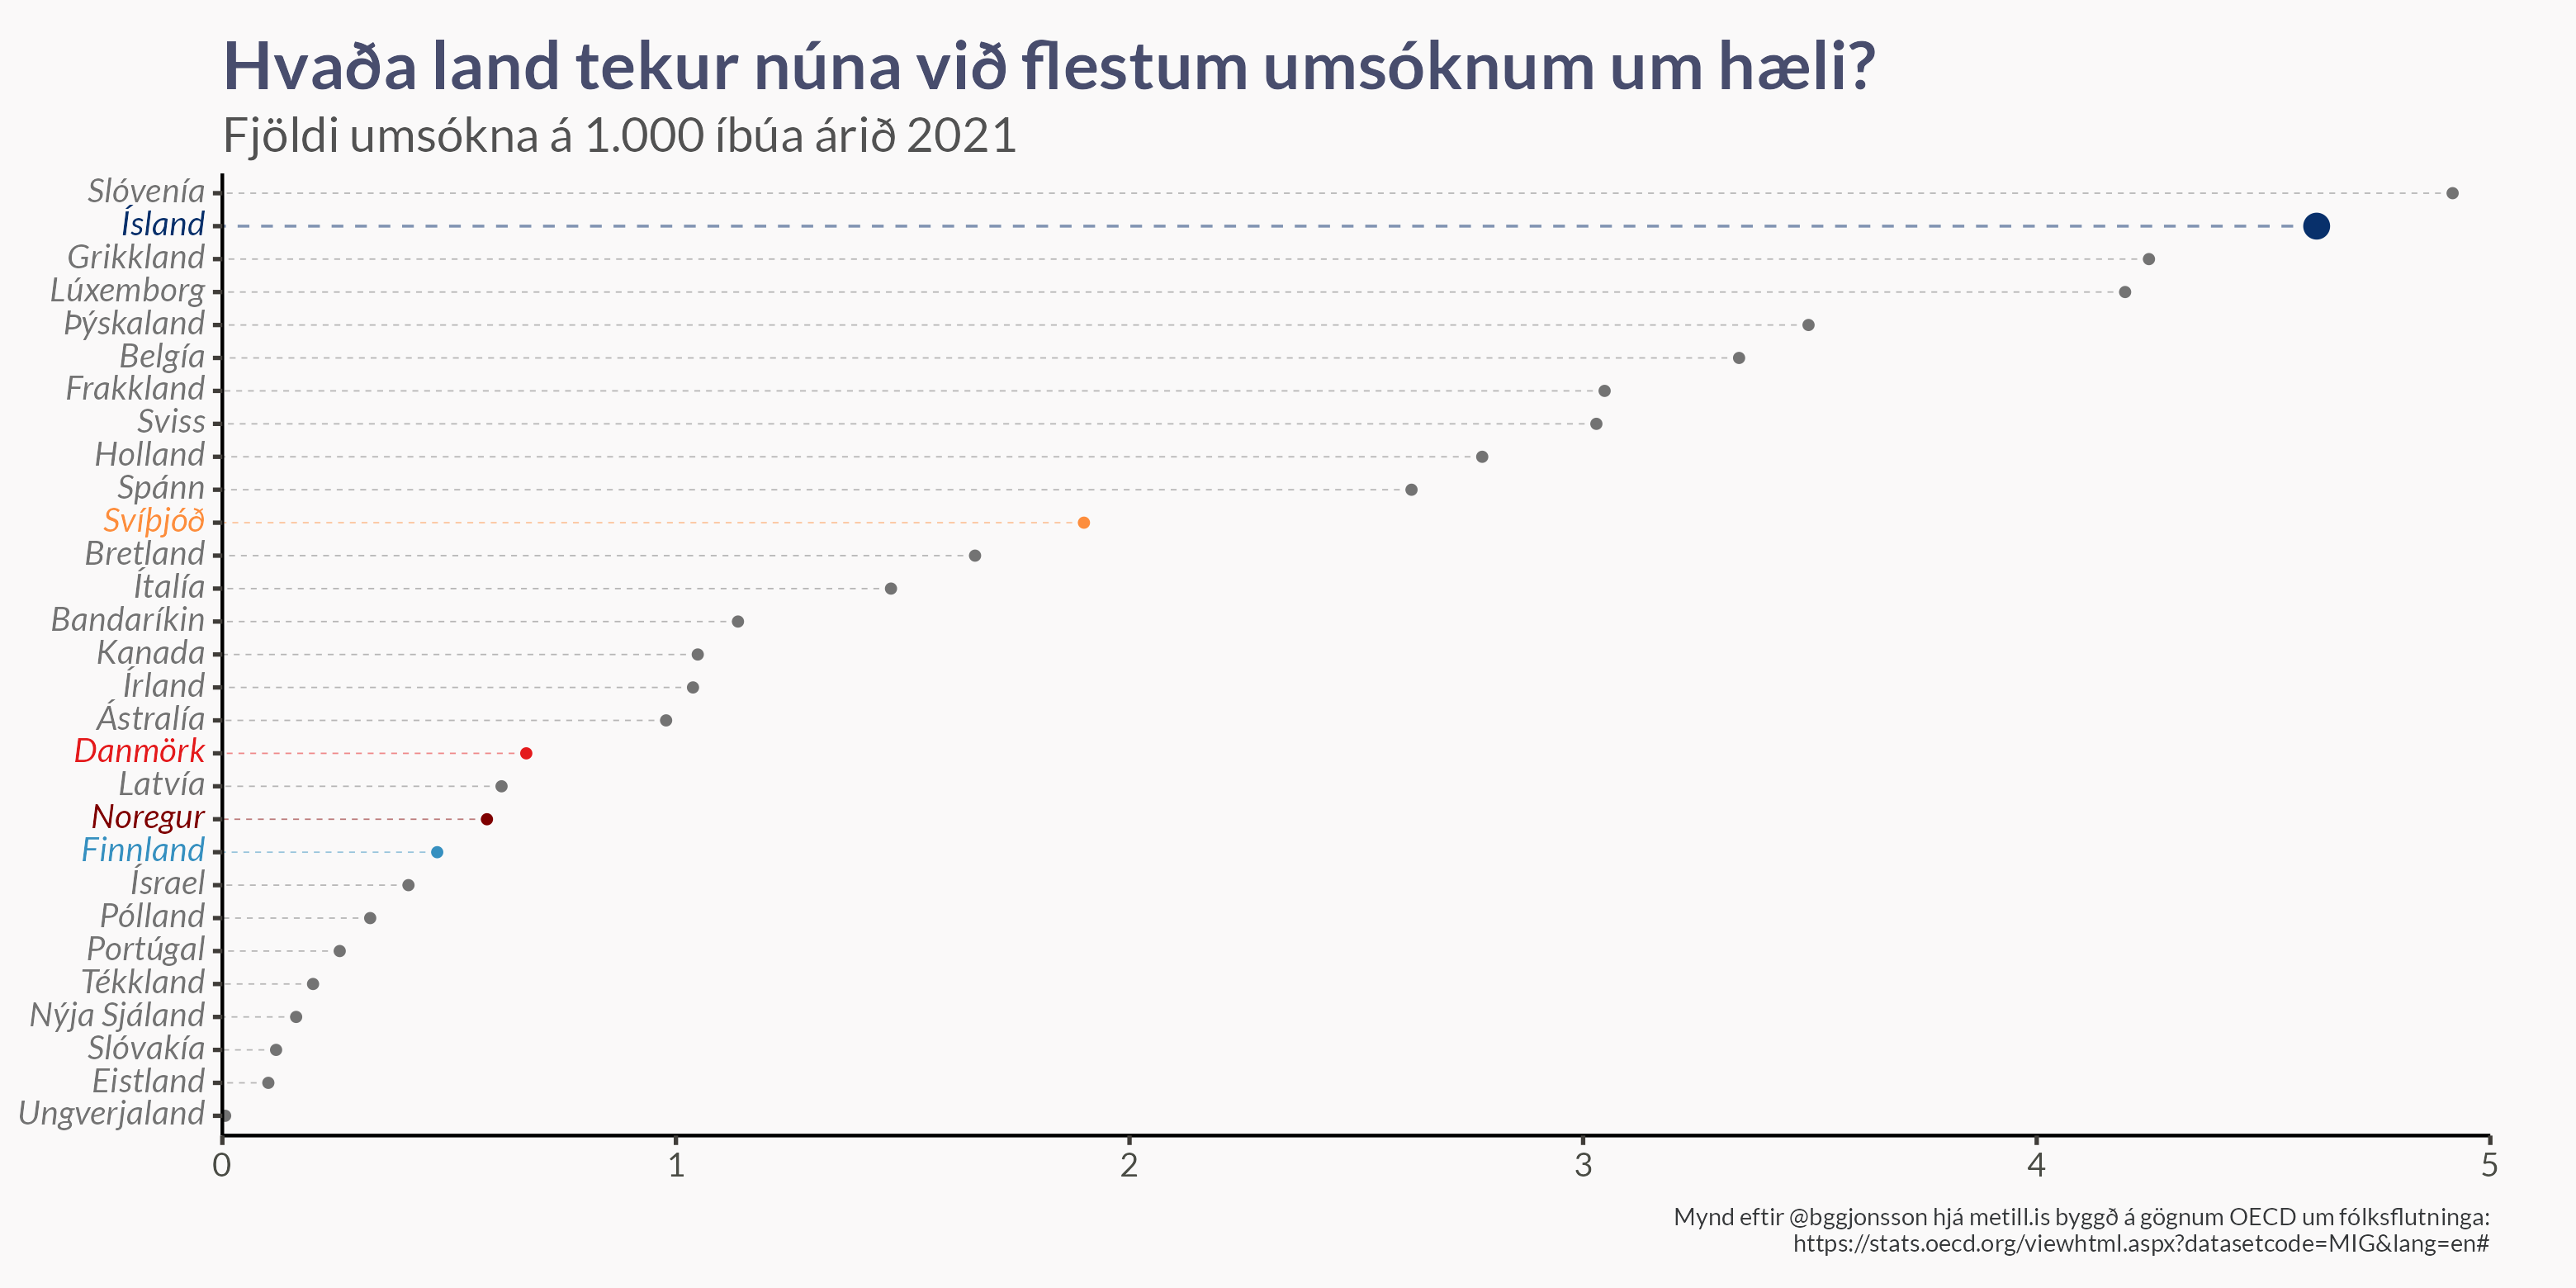 Hvaða land tekur núna við flestum umsóknum um hæli?
Fjöldi umsókna á 1.000 íbúa árið 2021
Slóvenía
Ísland
Grikkland
Lúxemborg
Þýskaland
Belgía
Frakkland
Sviss
Holland
Spánn
Svíþjóð
Bretland
Ítalía
Bandaríkin
Kanada
Írland
Ástralía
Danmörk
Latvía
Noregur
Finnland
Ísrael
Pólland
Portúgal
Tékkland
Nýja Sjáland
Slóvakía
Eistland
Ungverjaland
0 1 2 3 4 5
Mynd eftir @bggjonsson hjá metill.is byggð á gögnum OECD um fólksflutninga:
https://stats.oecd.org/viewhtml.aspx?datasetcode=MIG&lang=en#